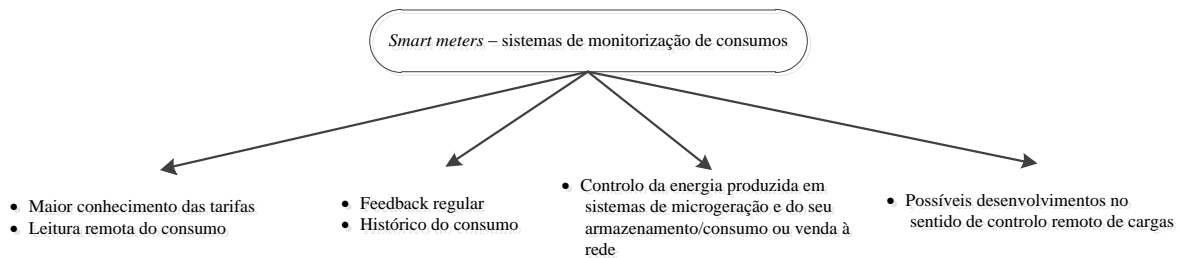 Smart meters – sistemas de monitorização de consumos
• Maior conhecimento das tarifas
• Leitura remota do consumo
• Feedback regular
• Histórico do consumo
• Controlo da energia produzida em
sistemas de microgeração e do seu
armazenamento/consumo ou venda à
rede
• Possíveis desenvolvimentos no
sentido de controlo remoto de cargas